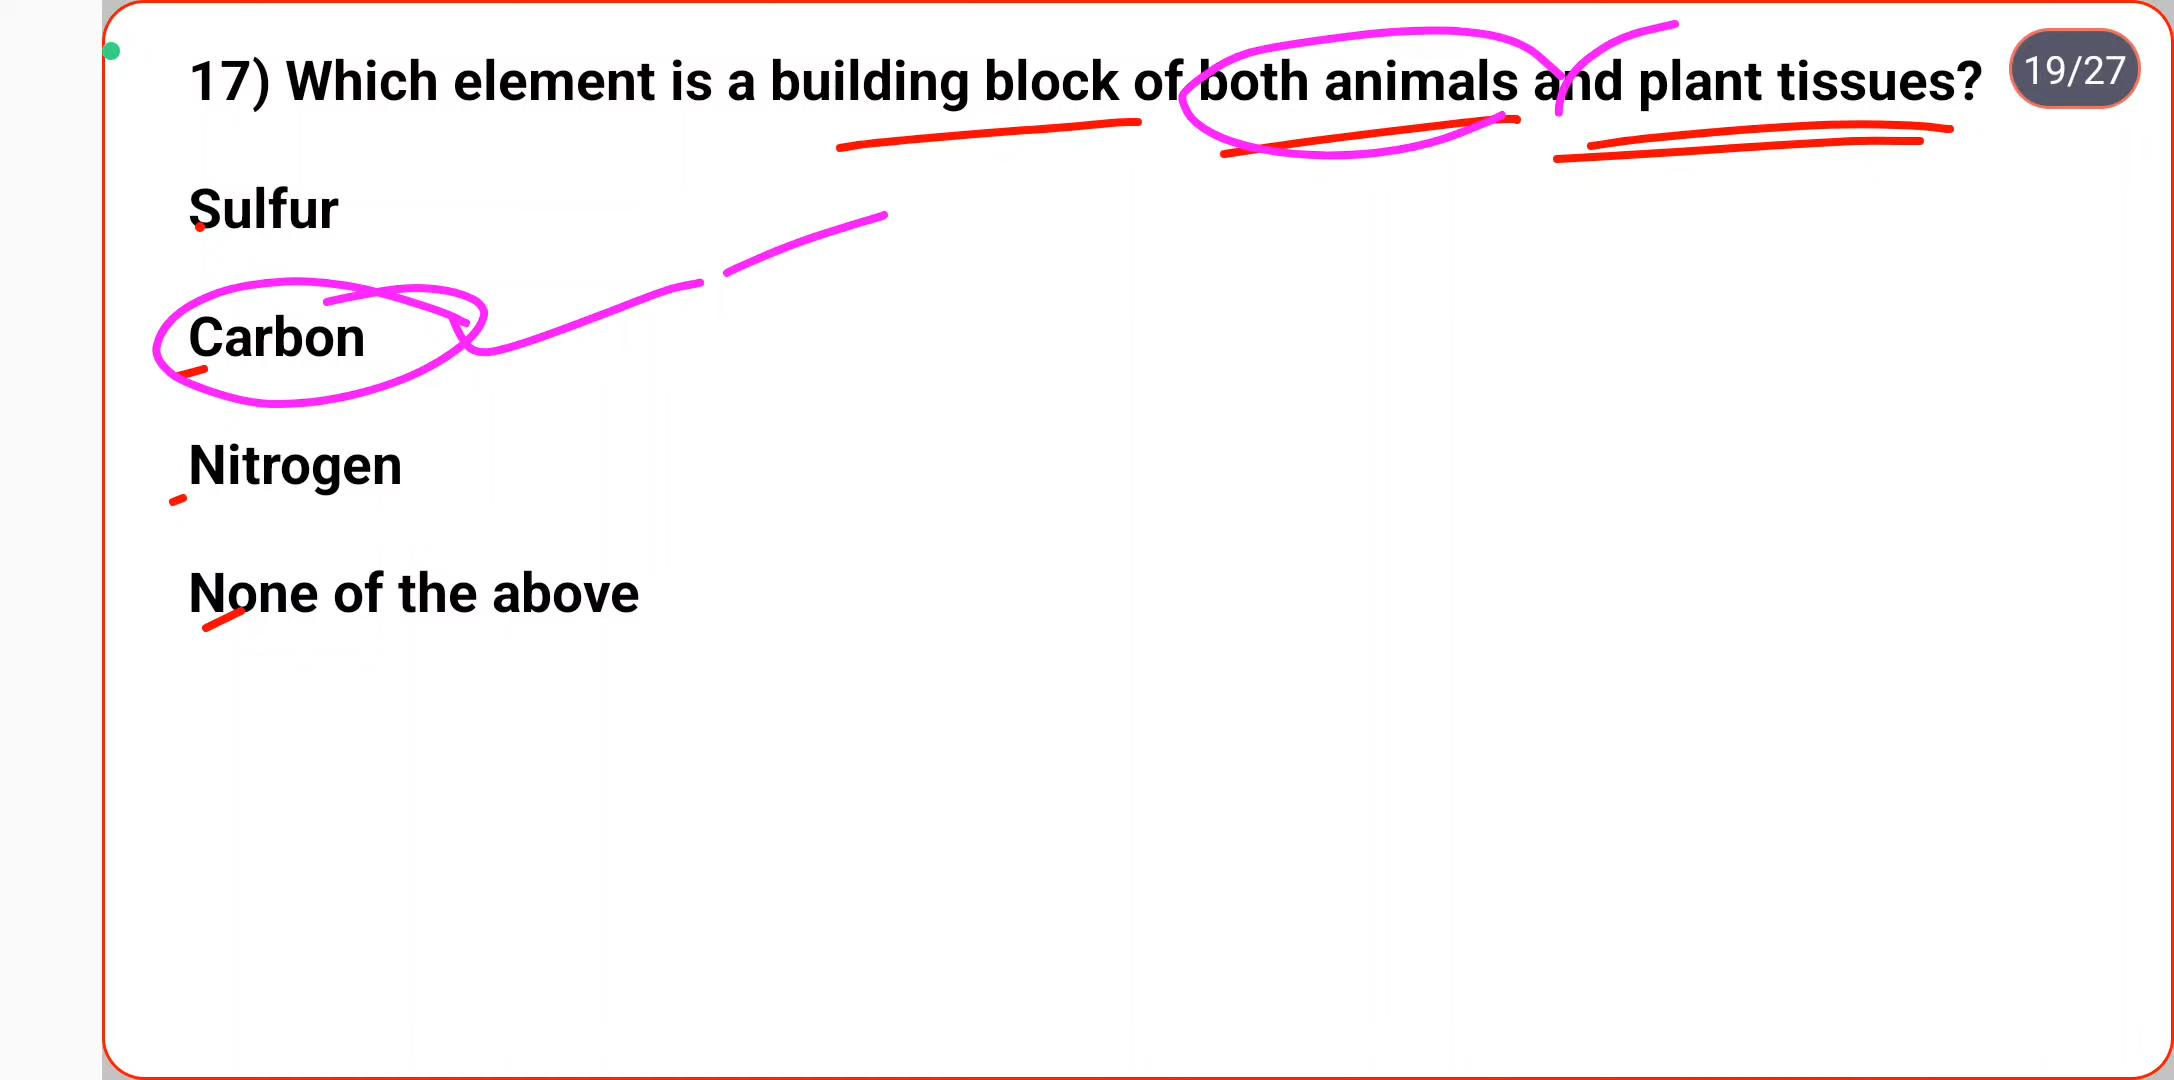 17) Which element is a building block of both animals and plant tissues?
19/27
Sulfur
Carbon
Nitrogen
None of the above